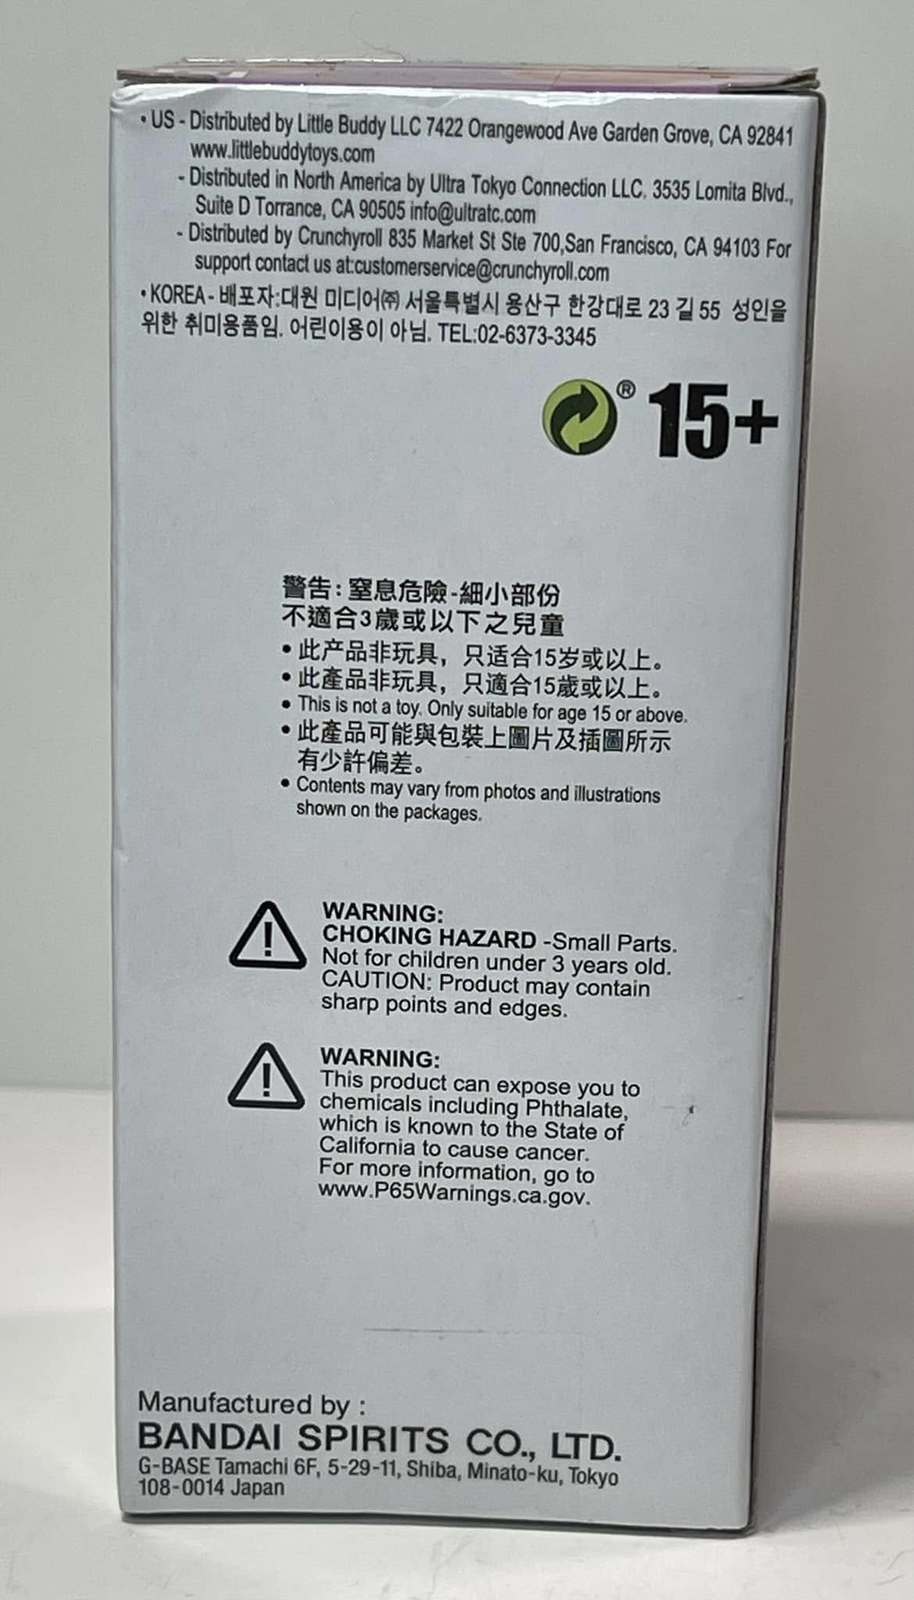 • US - Distributed by Little Buddy LLC 7422 Orangewood Ave Garden Grove, CA 92841
www.littlebuddytoys.com
- Distributed in North America by Ultra Tokyo Connection LLC. 3535 Lomita Blvd.,
Suite D Torrance, CA 90505 info@ultratc.com
- Distributed by Crunchyroll 835 Market St Ste 700,San Francisco, CA 94103 For
support contact us at:customerservice@crunchyroll.com
• KOREA - 배포자:대원 미디어㈜ 서울특별시 용산구 한강대로 23 길 55 성인을
위한 취미용품임. 어린이용이 아님. TEL:02-6373-3345
® 15+
警告: 窒息危險-細小部份
不適合3歲或以下之兒童
• 此产品非玩具，只适合15岁或以上。
• 此產品非玩具，只適合15歲或以上。
• This is not a toy. Only suitable for age 15 or above.
• 此產品可能與包裝上圖片及插圖所示
有少許偏差。
• Contents may vary from photos and illustrations
shown on the packages.
WARNING:
CHOKING HAZARD -Small Parts.
Not for children under 3 years old.
CAUTION: Product may contain
sharp points and edges.
WARNING:
This product can expose you to
chemicals including Phthalate,
which is known to the State of
California to cause cancer.
For more information, go to
www.P65Warnings.ca.gov.
Manufactured by :
BANDAI SPIRITS CO., LTD.
G-BASE Tamachi 6F, 5-29-11, Shiba, Minato-ku, Tokyo
108-0014 Japan